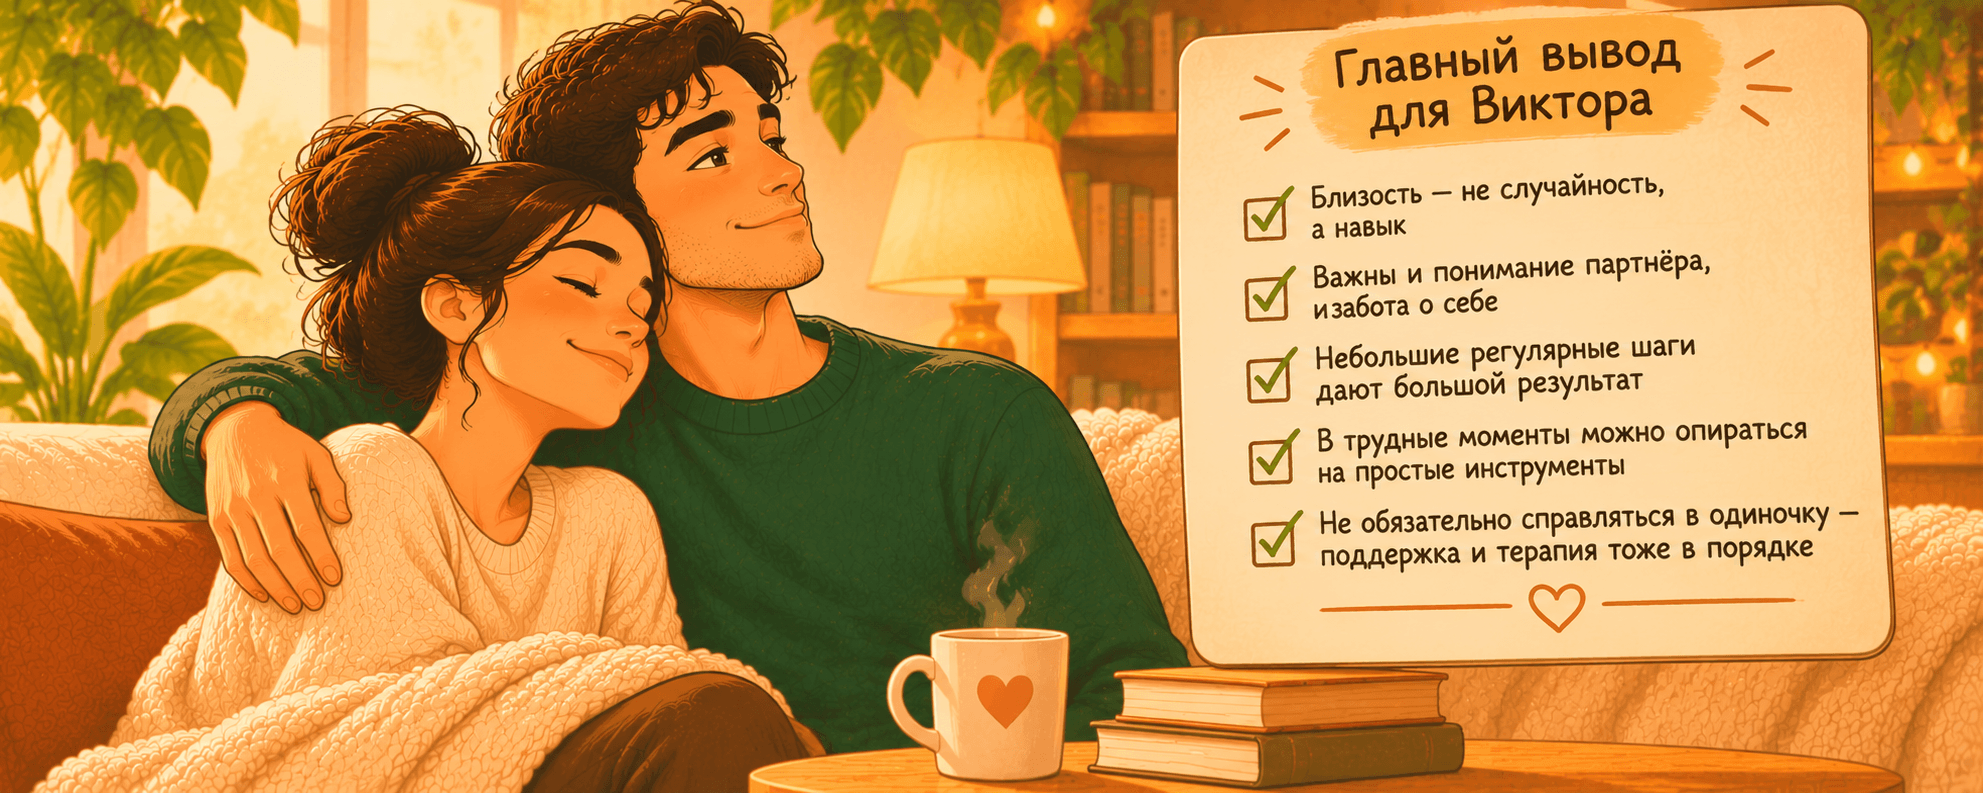 Главный вывод
для Виктора
Близость — не случайность,
а навык
Важны и понимание партнёра,
и забота о себе
Небольшие регулярные шаги
дают большой результат
В трудные моменты можно опираться
на простые инструменты
Не обязательно справляться в одиночку —
поддержка и терапия тоже в порядке